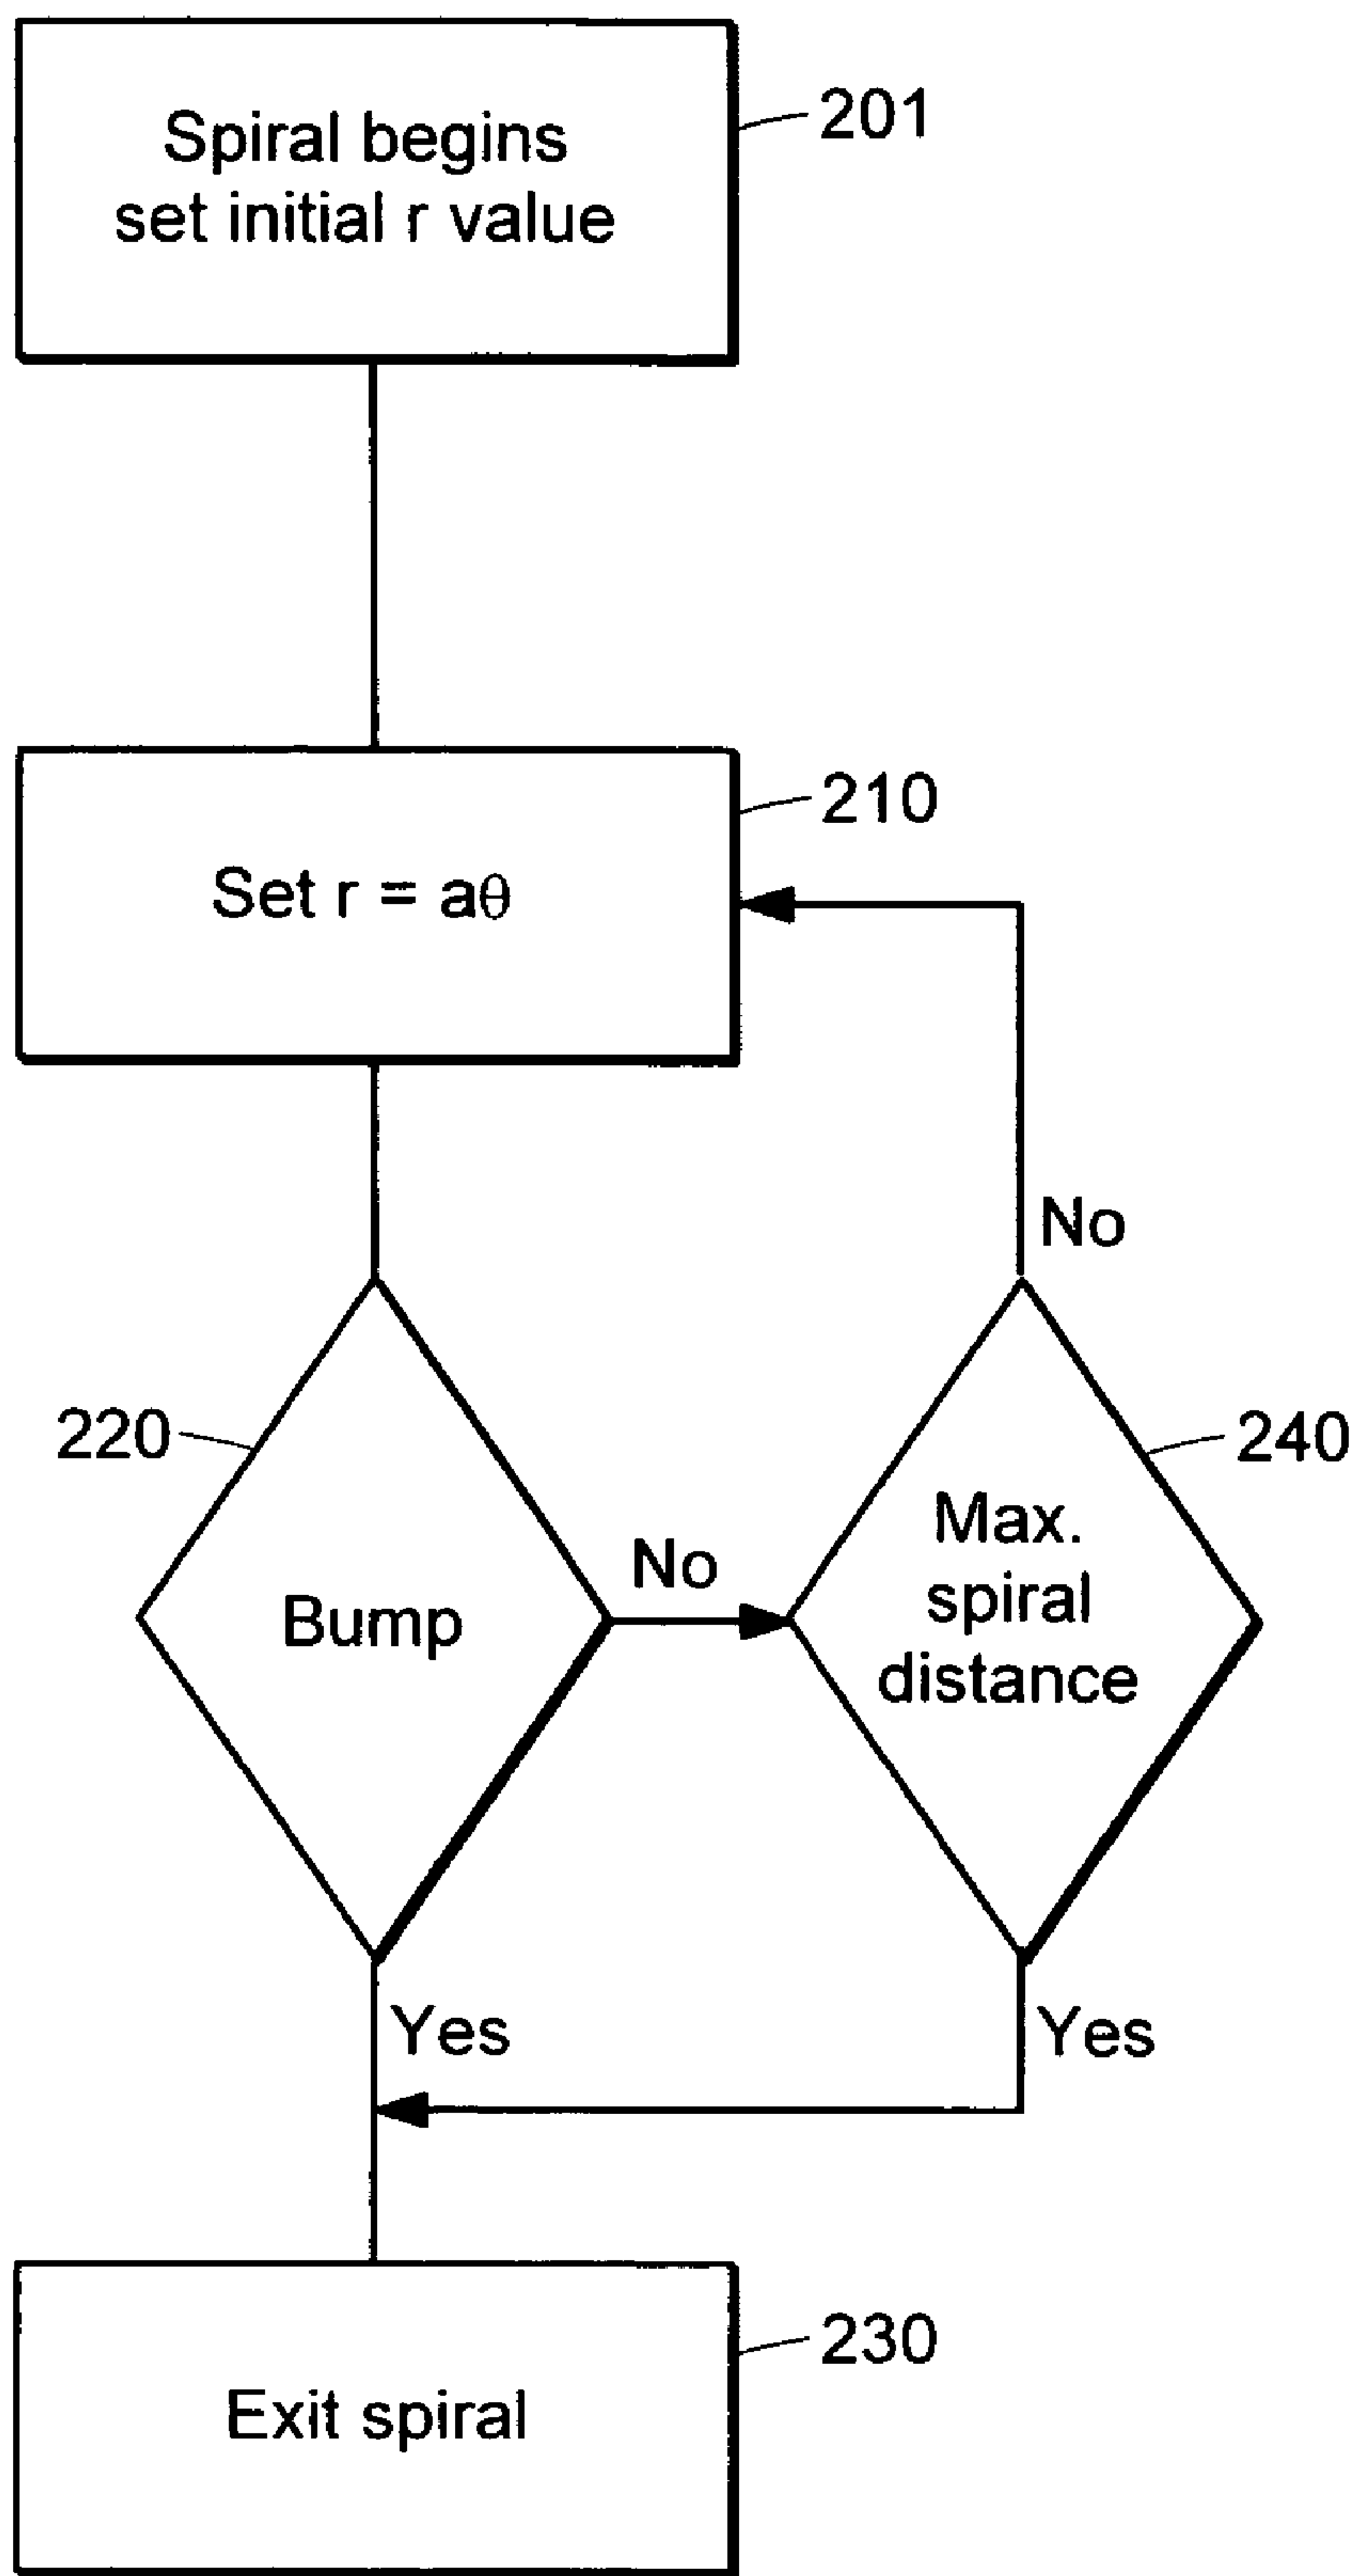 Spiral begins
set initial r value
201
Set r = aθ
210
No
220
Bump
No
Max.
spiral
distance
240
Yes
Yes
Exit spiral
230